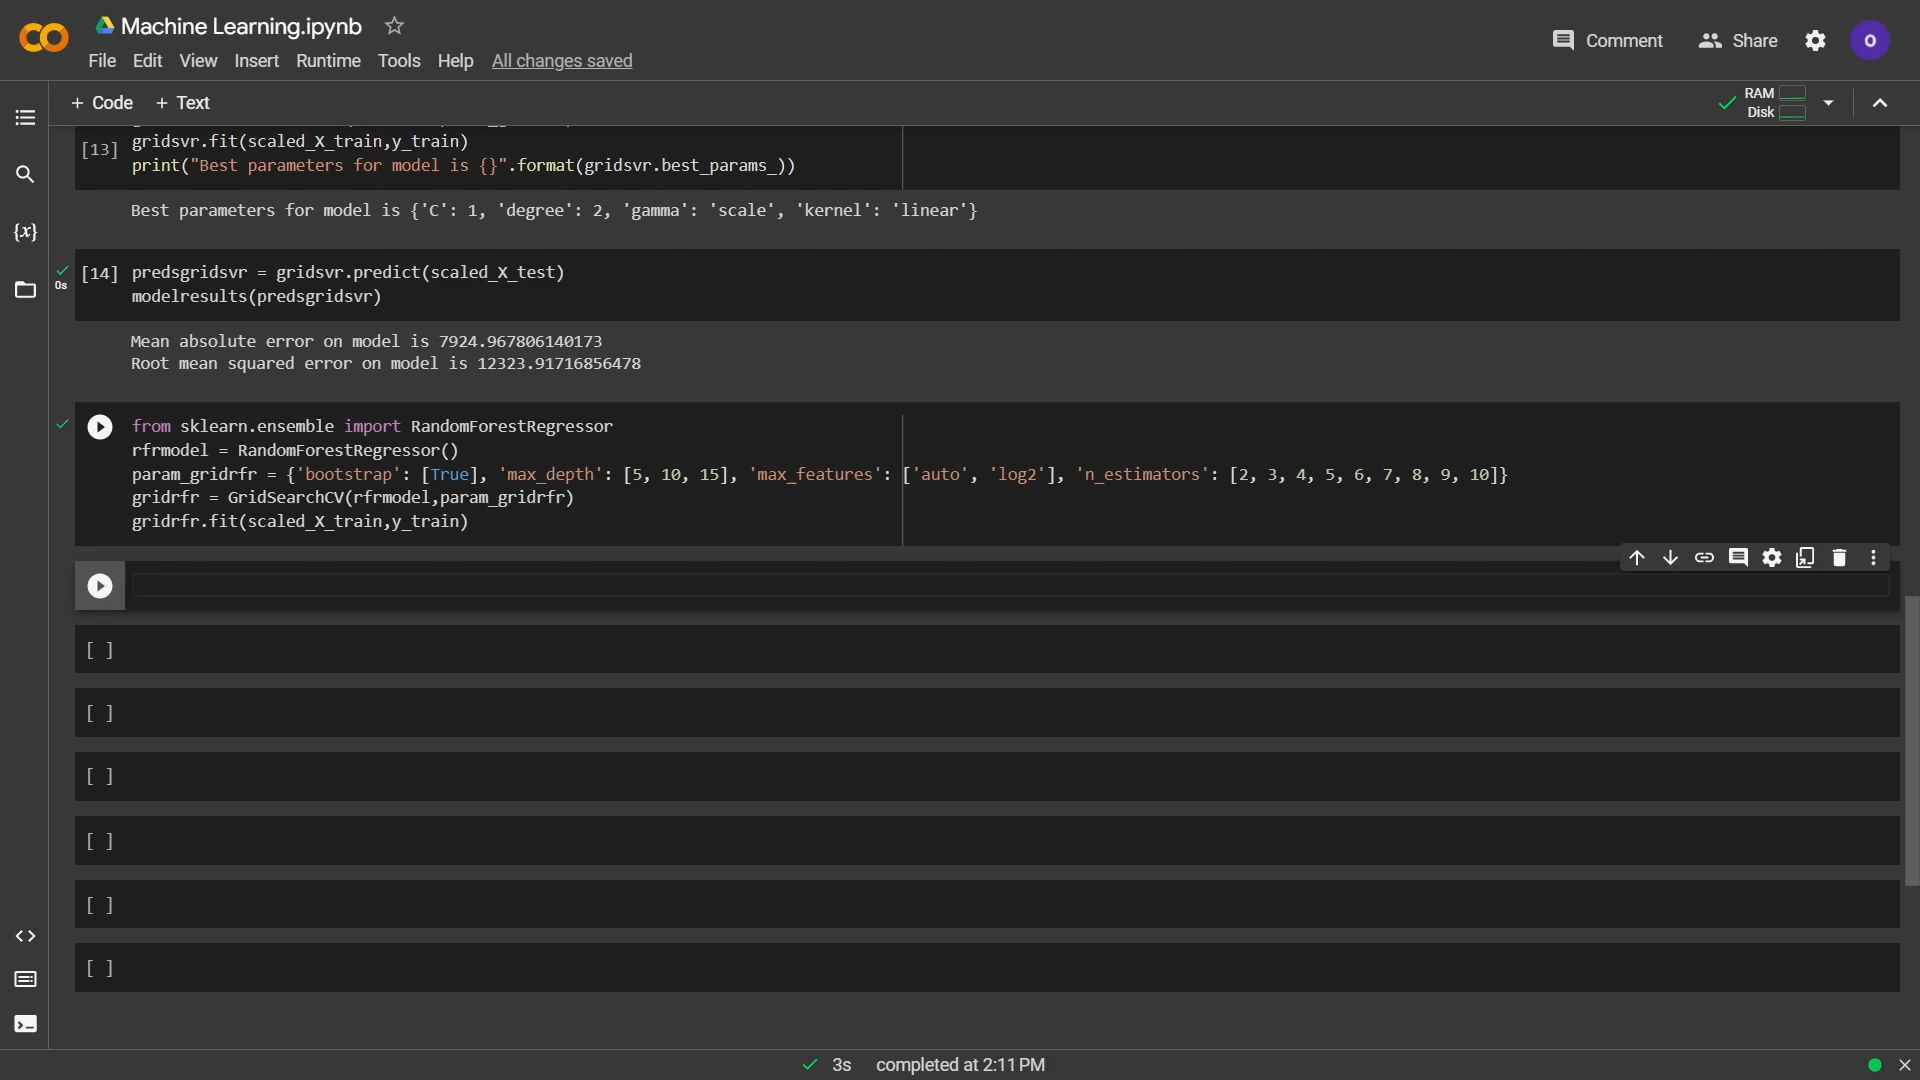 Machine Learning.ipynb
Comment
Share
O
File Edit View Insert Runtime Tools Help All changes saved
+ Code + Text
RAM
Disk
[13]
gridsvr.fit(scaled_X_train,y_train)
print("Best parameters for model is {}".format(gridsvr.best_params_))
Best parameters for model is {'C': 1, 'degree': 2, 'gamma': 'scale', 'kernel': 'linear'}
0s
[14] predsgridsvr = gridsvr.predict(scaled_X_test)
modelresults(predsgridsvr)
Mean absolute error on model is 7924.967806140173
Root mean squared error on model is 12323.91716856478
from sklearn.ensemble import RandomForestRegressor
rfrmodel = RandomForestRegressor()
param_gridrfr = {'bootstrap': [True], 'max_depth': [5, 10, 15], 'max_features': ['auto', 'log2'], 'n_estimators': [2, 3, 4, 5, 6, 7, 8, 9, 10]}
gridrfr = GridSearchCV(rfrmodel,param_gridrfr)
gridrfr.fit(scaled_X_train,y_train)
[ ]
[ ]
[ ]
[ ]
[ ]
[ ]
3s completed at 2:11 PM